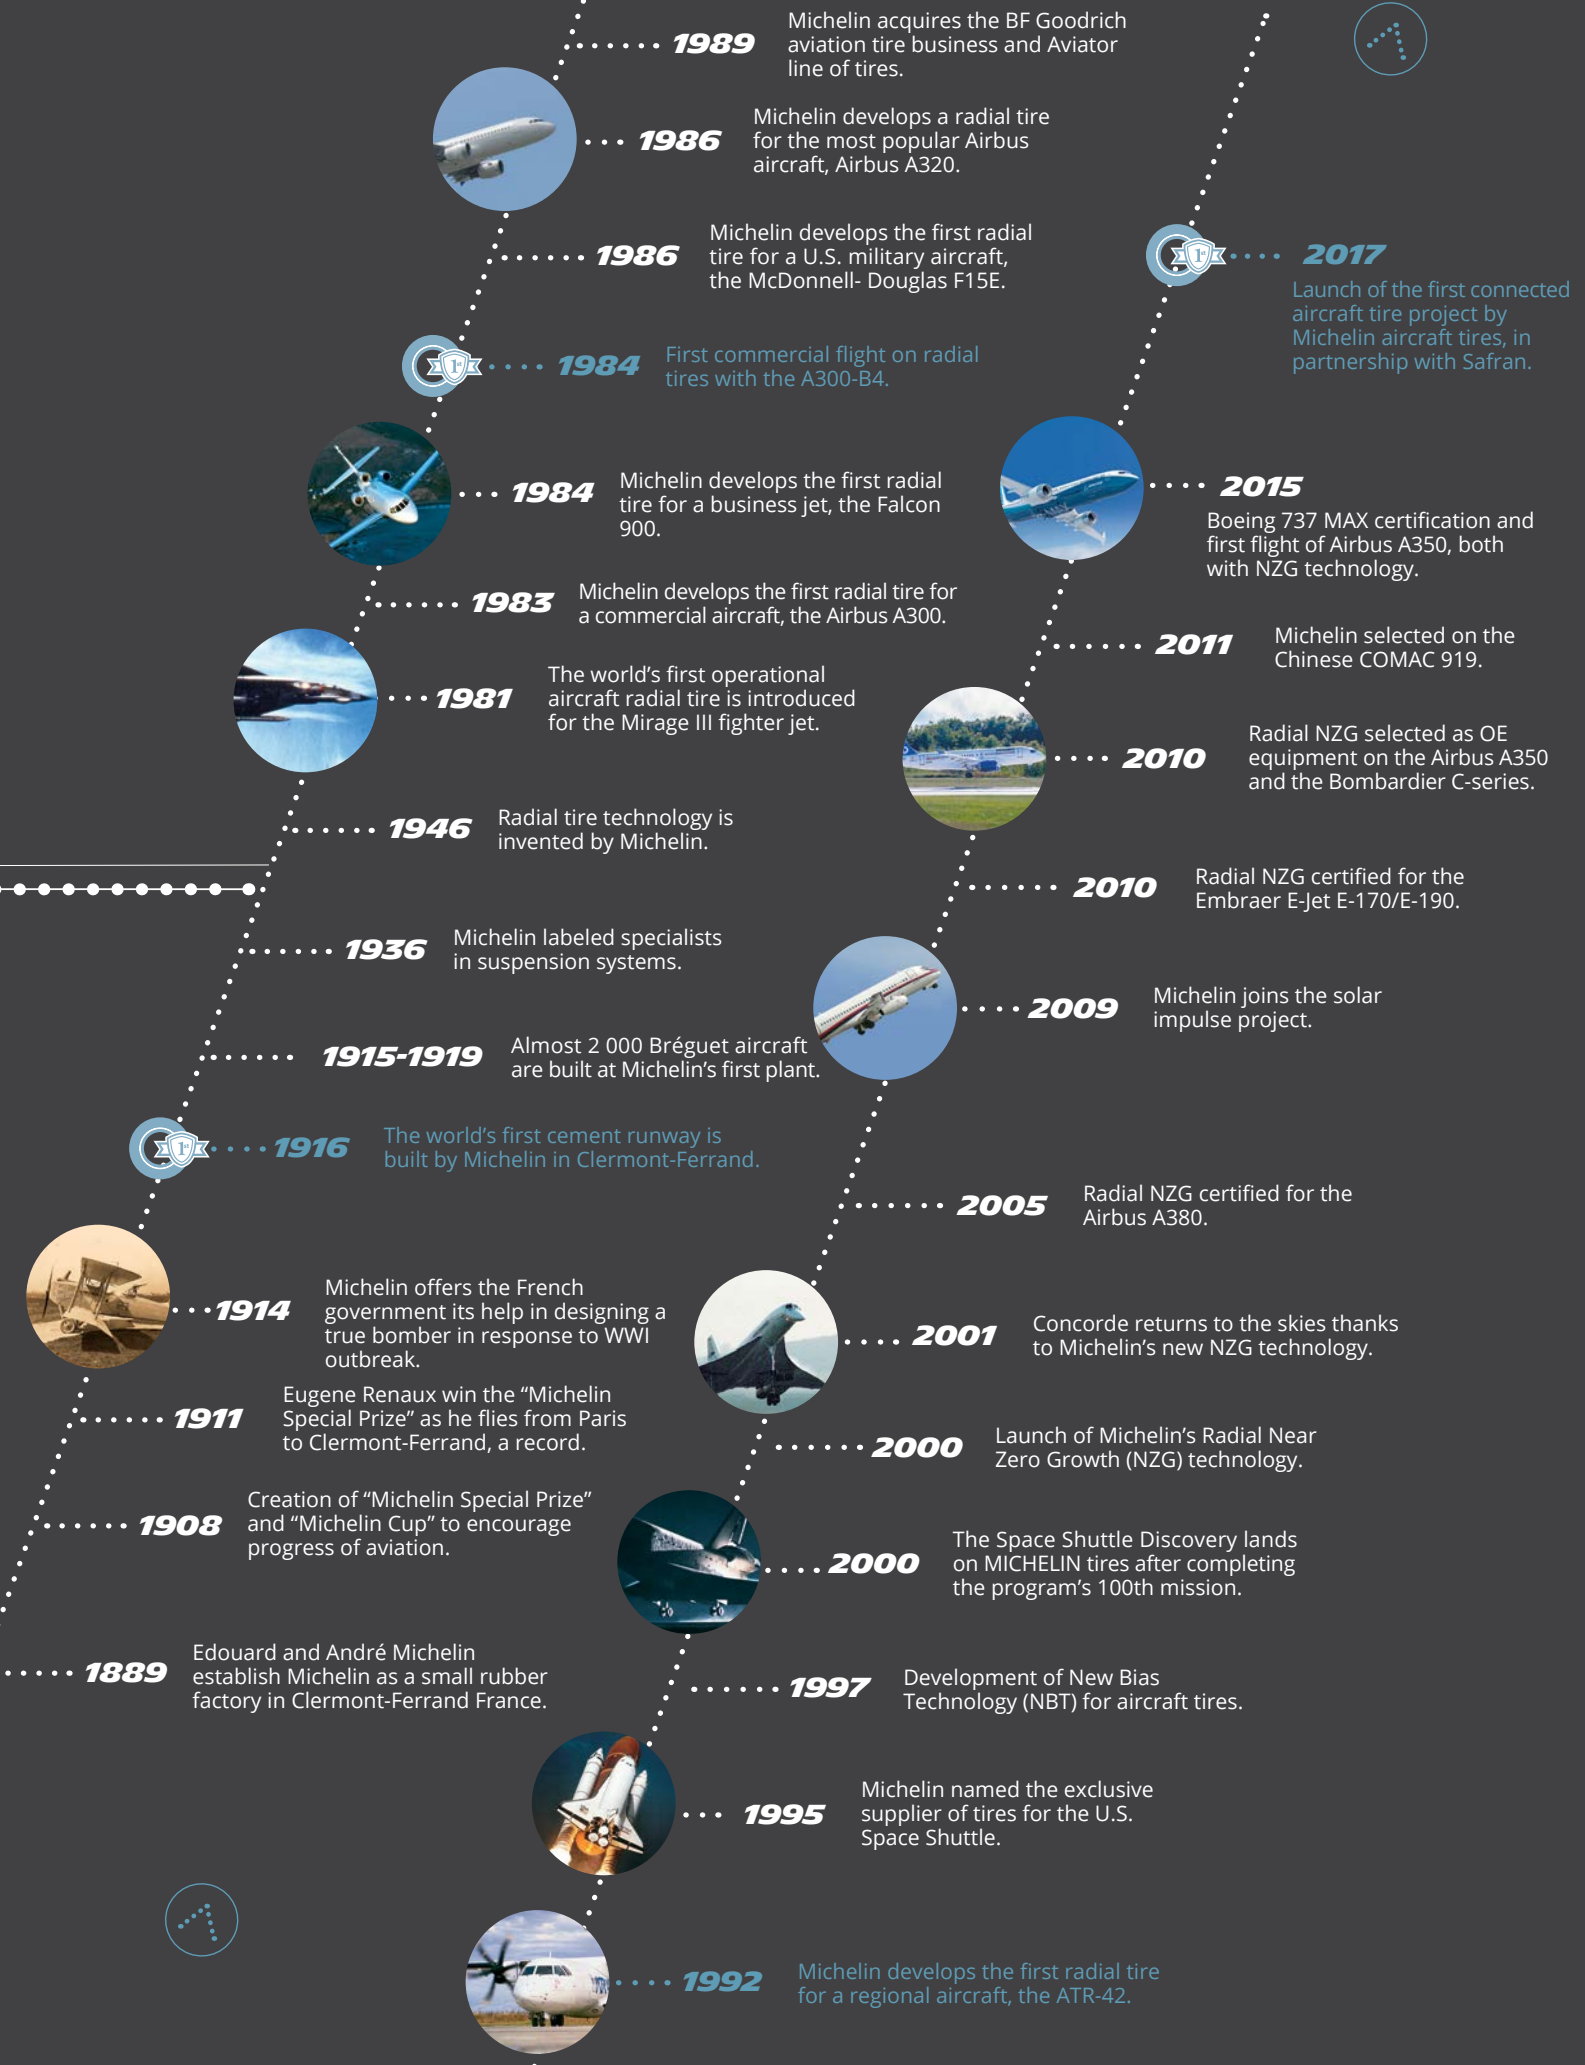 1989
Michelin acquires the BF Goodrich
aviation tire business and Aviator
line of tires.
1986
Michelin develops a radial tire
for the most popular Airbus
aircraft, Airbus A320.
1986
Michelin develops the first radial
tire for a U.S. military aircraft,
the McDonnell- Douglas F15E.
1st
1984
First commercial flight on radial
tires with the A300-B4.
1984
Michelin develops the first radial
tire for a business jet, the Falcon
900.
1983
Michelin develops the first radial tire for
a commercial aircraft, the Airbus A300.
1981
The world’s first operational
aircraft radial tire is introduced
for the Mirage III fighter jet.
1946
Radial tire technology is
invented by Michelin.
1936
Michelin labeled specialists
in suspension systems.
1915-1919
Almost 2 000 Bréguet aircraft
are built at Michelin’s first plant.
1st
1916
The world’s first cement runway is
built by Michelin in Clermont-Ferrand.
1914
Michelin offers the French
government its help in designing a
true bomber in response to WWI
outbreak.
1911
Eugene Renaux win the “Michelin
Special Prize” as he flies from Paris
to Clermont-Ferrand, a record.
1908
Creation of “Michelin Special Prize”
and “Michelin Cup” to encourage
progress of aviation.
1889
Edouard and André Michelin
establish Michelin as a small rubber
factory in Clermont-Ferrand France.
1st
2017
Launch of the first connected
aircraft tire project by
Michelin aircraft tires, in
partnership with Safran.
2015
Boeing 737 MAX certification and
first flight of Airbus A350, both
with NZG technology.
2011
Michelin selected on the
Chinese COMAC 919.
2010
Radial NZG selected as OE
equipment on the Airbus A350
and the Bombardier C-series.
2010
Radial NZG certified for the
Embraer E-Jet E-170/E-190.
2009
Michelin joins the solar
impulse project.
2005
Radial NZG certified for the
Airbus A380.
2001
Concorde returns to the skies thanks
to Michelin’s new NZG technology.
2000
Launch of Michelin’s Radial Near
Zero Growth (NZG) technology.
2000
The Space Shuttle Discovery lands
on MICHELIN tires after completing
the program’s 100th mission.
1997
Development of New Bias
Technology (NBT) for aircraft tires.
1995
Michelin named the exclusive
supplier of tires for the U.S.
Space Shuttle.
1992
Michelin develops the first radial tire
for a regional aircraft, the ATR-42.